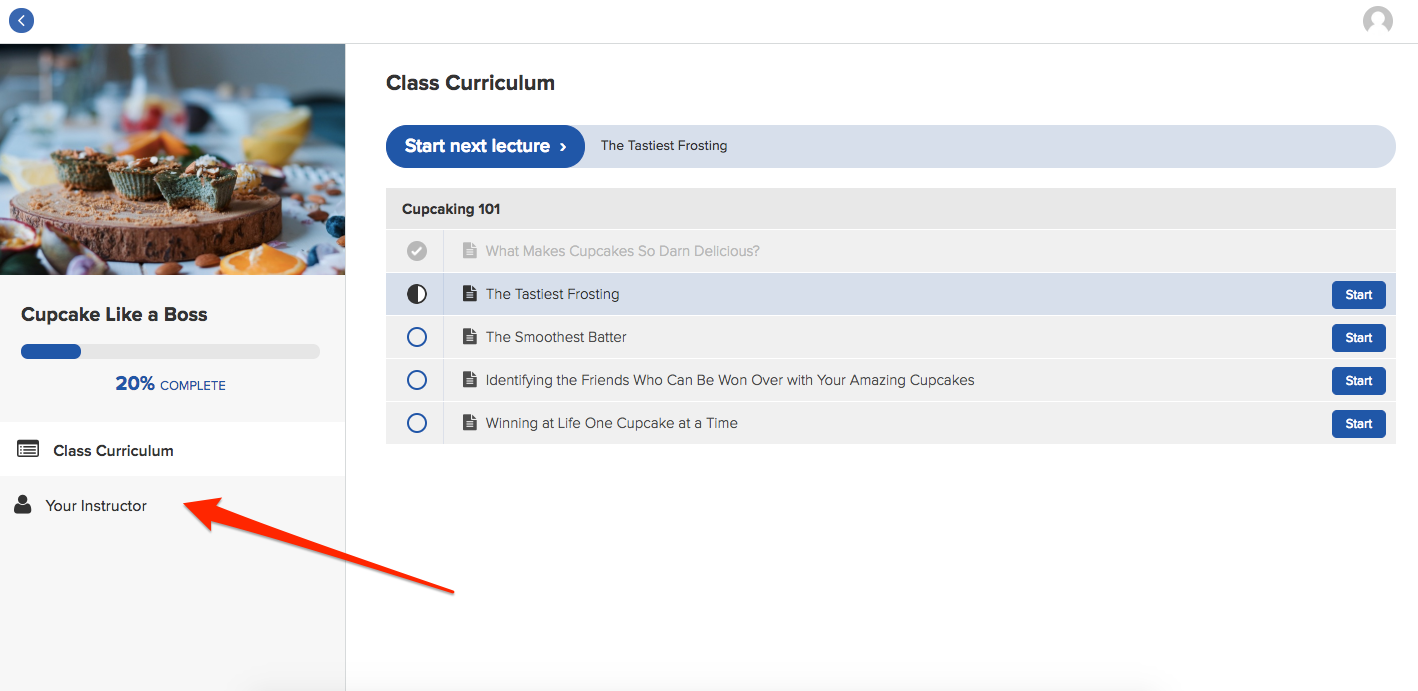 Cupcake Like a Boss
20% COMPLETE
Class Curriculum
Your Instructor
Class Curriculum
Start next lecture › The Tastiest Frosting
Cupcaking 101
What Makes Cupcakes So Darn Delicious?
The Tastiest Frosting Start
The Smoothest Batter Start
Identifying the Friends Who Can Be Won Over with Your Amazing Cupcakes Start
Winning at Life One Cupcake at a Time Start